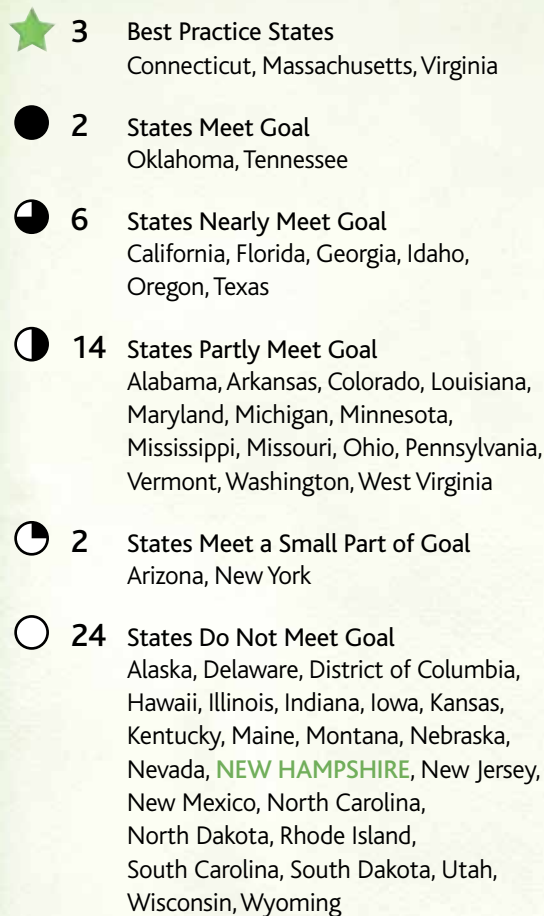 3 Best Practice States
Connecticut, Massachusetts, Virginia
2 States Meet Goal
Oklahoma, Tennessee
6 States Nearly Meet Goal
California, Florida, Georgia, Idaho,
Oregon, Texas
14 States Partly Meet Goal
Alabama, Arkansas, Colorado, Louisiana,
Maryland, Michigan, Minnesota,
Mississippi, Missouri, Ohio, Pennsylvania,
Vermont, Washington, West Virginia
2 States Meet a Small Part of Goal
Arizona, New York
24 States Do Not Meet Goal
Alaska, Delaware, District of Columbia,
Hawaii, Illinois, Indiana, Iowa, Kansas,
Kentucky, Maine, Montana, Nebraska,
Nevada, NEW HAMPSHIRE, New Jersey,
New Mexico, North Carolina,
North Dakota, Rhode Island,
South Carolina, South Dakota, Utah,
Wisconsin, Wyoming